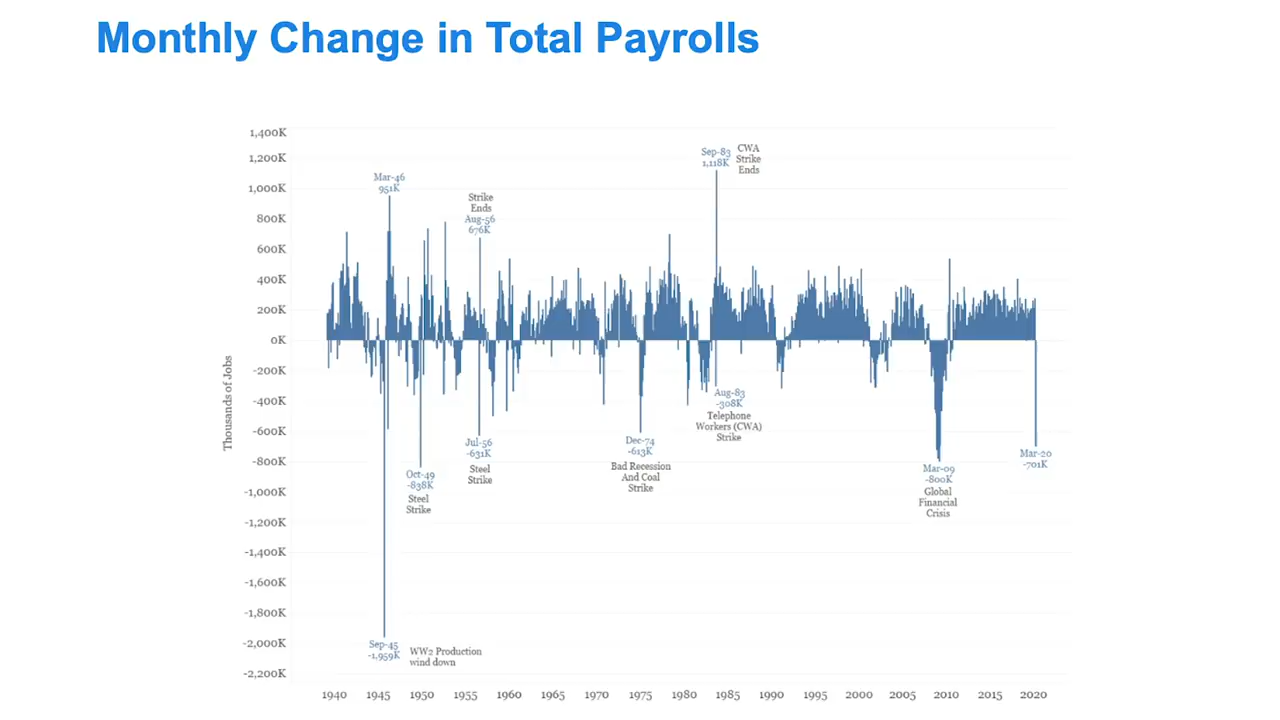 Monthly Change in Total Payrolls
1,400K
1,200K
1,000K
800K
600K
400K
200K
0K
-200K
-400K
-600K
-800K
-1,000K
-1,200K
-1,400K
-1,600K
-1,800K
-2,000K
-2,200K
Thousands of Jobs
Mar-46
951K
Strike
Ends
Aug-56
676K
Sep-83
1,118K
CWA
Strike
Ends
Sep-45
-1,959K
WW2 Production
wind down
Oct-49
-838K
Steel
Strike
Jul-56
-631K
Steel
Strike
Dec-74
-613K
Bad Recession
And Coal
Strike
Aug-83
-308K
Telephone
Workers (CWA)
Strike
Mar-09
-800K
Global
Financial
Crisis
Mar-20
-701K
1940 1945 1950 1955 1960 1965 1970 1975 1980 1985 1990 1995 2000 2005 2010 2015 2020